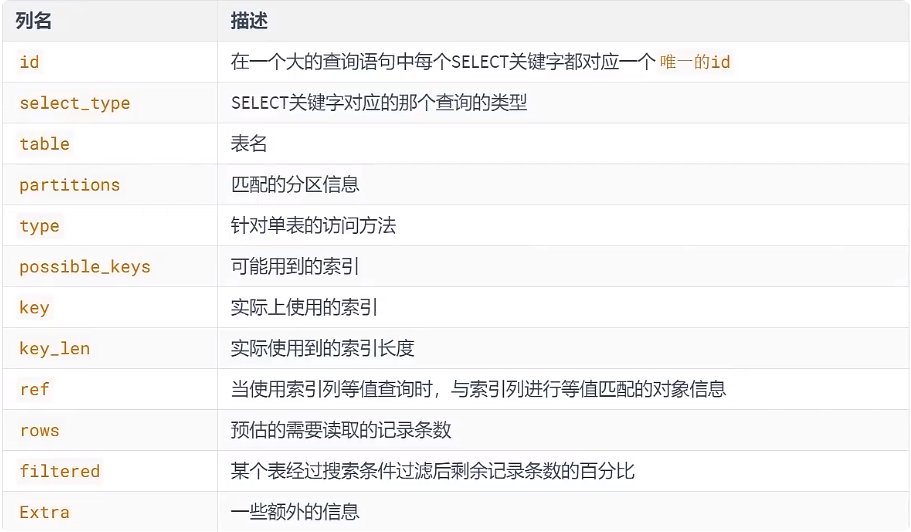 列名 描述
id 在一个大的查询语句中每个SELECT关键字都对应一个 唯一的id
select_type SELECT关键字对应的那个查询的类型
table 表名
partitions 匹配的分区信息
type 针对单表的访问方法
possible_keys 可能用到的索引
key 实际上使用的索引
key_len 实际使用到的索引长度
ref 当使用索引列等值查询时，与索引列进行等值匹配的对象信息
rows 预估的需要读取的记录条数
filtered 某个表经过搜索条件过滤后剩余记录条数的百分比
Extra 一些额外的信息